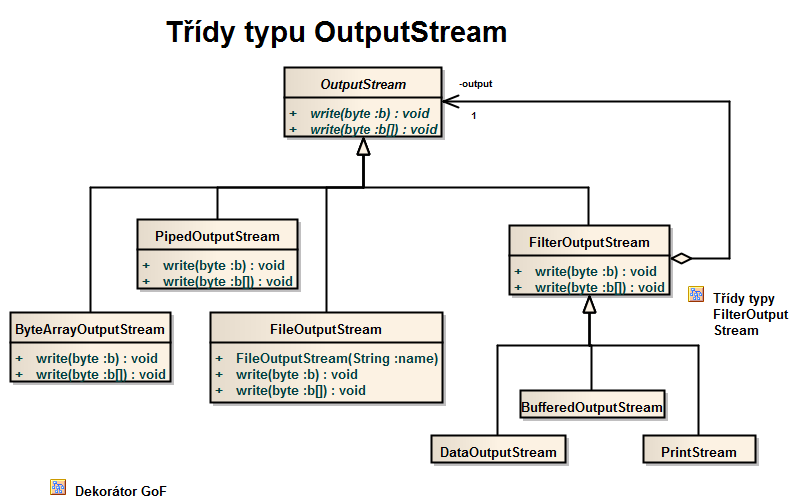 Třídy typu OutputStream
OutputStream
+ write(byte :b) : void
+ write(byte :b[]) : void
-output
1
PipedOutputStream
+ write(byte :b) : void
+ write(byte :b[]) : void
FilterOutputStream
+ write(byte :b) : void
+ write(byte :b[]) : void
Třídy typy
FilterOutput
Stream
ByteArrayOutputStream
+ write(byte :b) : void
+ write(byte :b[]) : void
FileOutputStream
+ FileOutputStream(String :name)
+ write(byte :b) : void
+ write(byte :b[]) : void
BufferedOutputStream
DataOutputStream
PrintStream
Dekorátor GoF